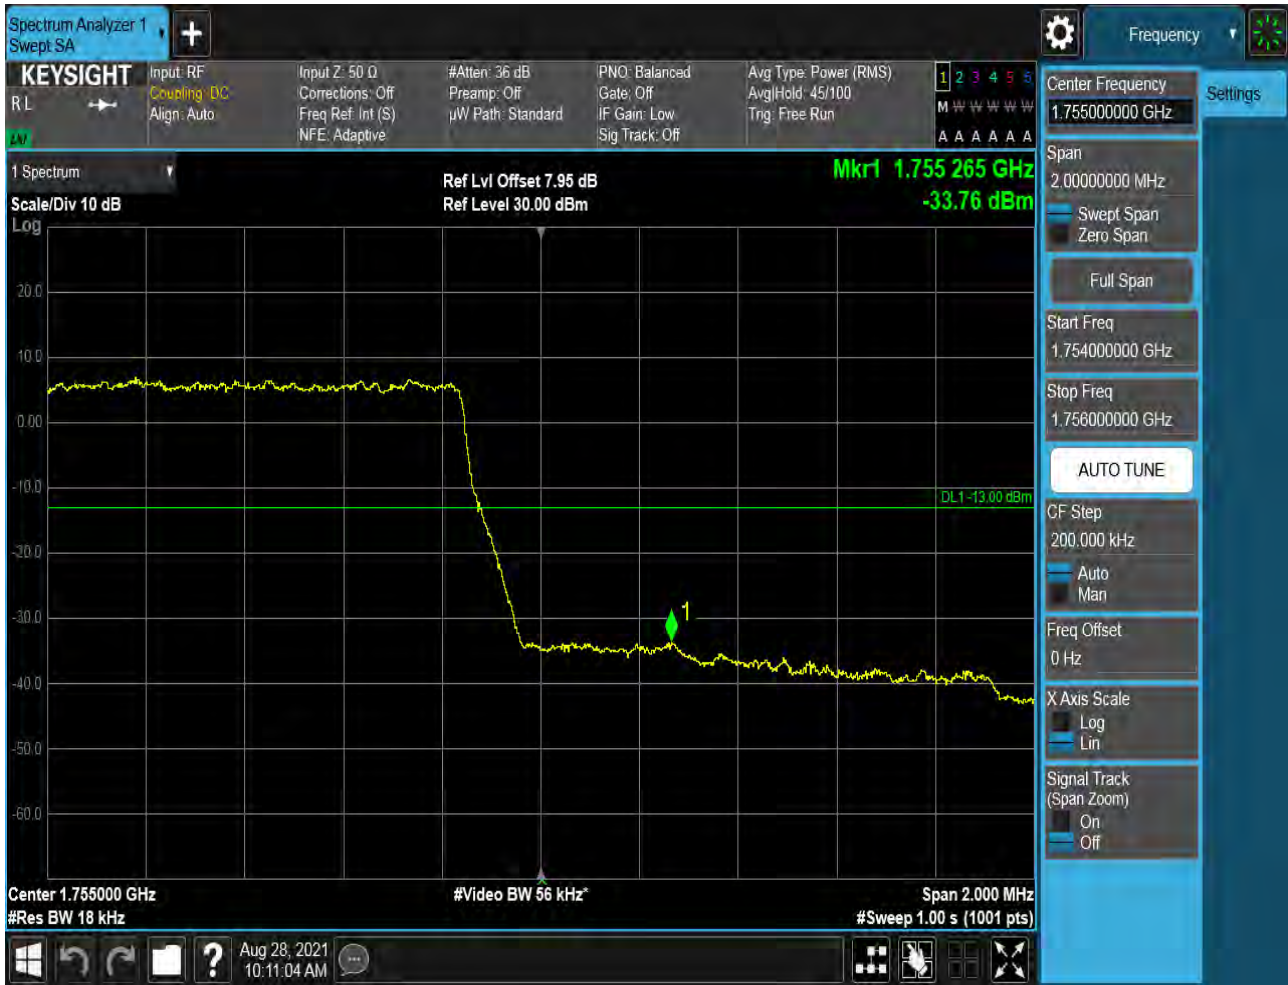 Spectrum Analyzer 1
Swept SA
+
Frequency
KEYSIGHT
R L
LXI
Input: RF
Coupling: DC
Align: Auto
Input Z: 50 Ω
Corrections: Off
Freq Ref: Int (S)
NFE: Adaptive
#Atten: 36 dB
Preamp: Off
µW Path: Standard
PNO: Balanced
Gate: Off
IF Gain: Low
Sig Track: Off
Avg Type: Power (RMS)
Avg|Hold: 45/100
Trig: Free Run
1 2 3 4 5 6
M W W W W W
A A A A A A
1 Spectrum
Scale/Div 10 dB
Log
Ref Lvl Offset 7.95 dB
Ref Level 30.00 dBm
Mkr1 1.755 265 GHz
-33.76 dBm
20.0
10.0
0.00
-10.0
-20.0
-30.0
-40.0
-50.0
-60.0
DL1 -13.00 dBm
1
Center 1.755000 GHz
#Res BW 18 kHz
#Video BW 56 kHz*
Span 2.000 MHz
#Sweep 1.00 s (1001 pts)
Center Frequency
1.755000000 GHz
Settings
Span
2.00000000 MHz
Swept Span
Zero Span
Full Span
Start Freq
1.754000000 GHz
Stop Freq
1.756000000 GHz
AUTO TUNE
CF Step
200.000 kHz
Auto
Man
Freq Offset
0 Hz
X Axis Scale
Log
Lin
Signal Track
(Span Zoom)
On
Off
?
Aug 28, 2021
10:11:04 AM